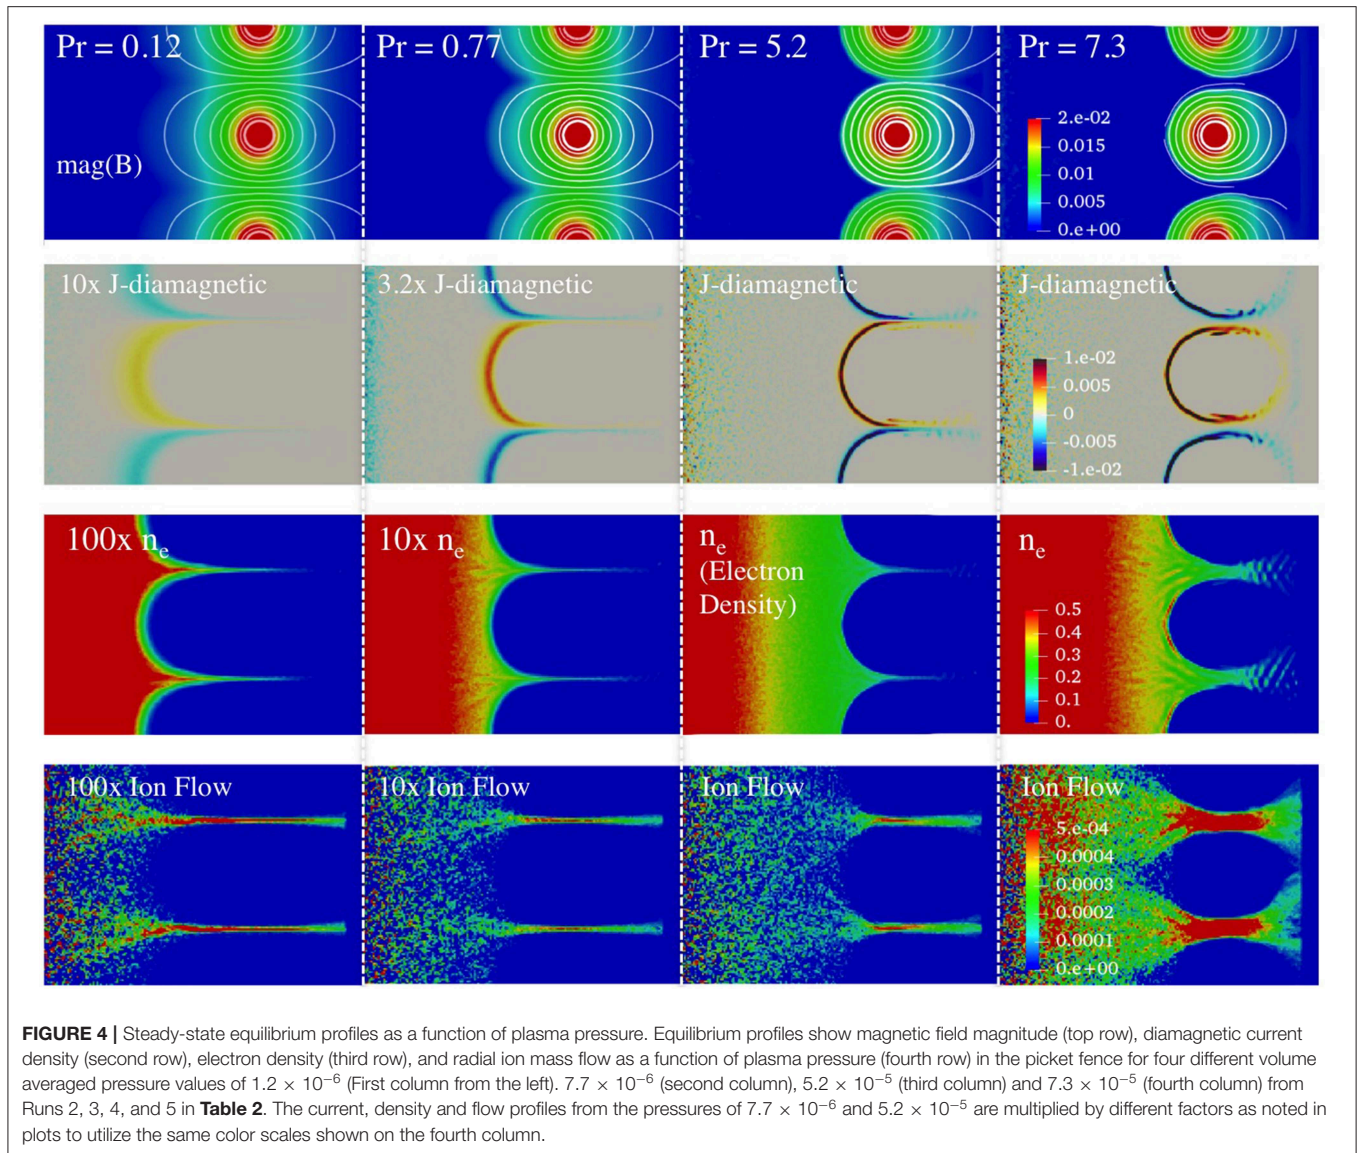 Pr = 0.12
Pr = 0.77
Pr = 5.2
Pr = 7.3
mag(B)
2.e-02
0.015
0.01
0.005
0.e+00
10x J-diamagnetic
3.2x J-diamagnetic
J-diamagnetic
J-diamagnetic
1.e-02
0.005
0
-0.005
-1.e-02
100x nₑ
10x nₑ
nₑ
(Electron
Density)
nₑ
0.5
0.4
0.3
0.2
0.1
0.
100x Ion Flow
10x Ion Flow
Ion Flow
Ion Flow
5.e-04
0.0004
0.0003
0.0002
0.0001
0.e+00
FIGURE 4 | Steady-state equilibrium profiles as a function of plasma pressure. Equilibrium profiles show magnetic field magnitude (top row), diamagnetic current
density (second row), electron density (third row), and radial ion mass flow as a function of plasma pressure (fourth row) in the picket fence for four different volume
averaged pressure values of 1.2 × 10⁻⁶ (First column from the left). 7.7 × 10⁻⁶ (second column), 5.2 × 10⁻⁵ (third column) and 7.3 × 10⁻⁵ (fourth column) from
Runs 2, 3, 4, and 5 in Table 2. The current, density and flow profiles from the pressures of 7.7 × 10⁻⁶ and 5.2 × 10⁻⁵ are multiplied by different factors as noted in
plots to utilize the same color scales shown on the fourth column.